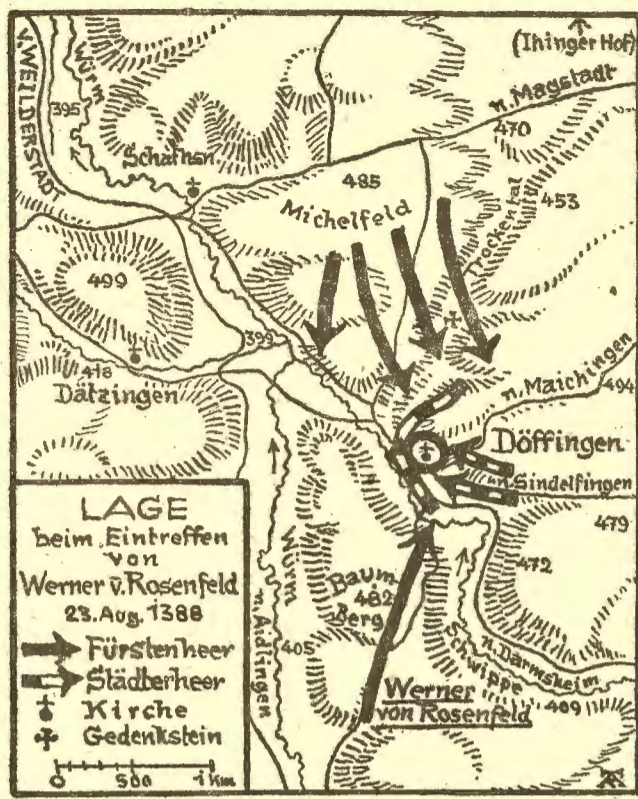 (Ihinger Hof)
n. Magstadt
v. WEILDERSTADT
Würm
395
470
Schafhsn
485
453
Michelfeld
Trockental
499
399
418
Dätzingen
n. Maichingen
494
Döffingen
n. Sindelfingen
479
472
Baum-
482
Berg
Würm
405
n. Aidlingen
n. Darmsheim
Schwippe
409
Werner
von Rosenfeld
LAGE
beim Eintreffen
von
Werner v. Rosenfeld
23. Aug. 1388
Fürstenheer
Städterheer
Kirche
Gedenkstein
0 500 1 Km